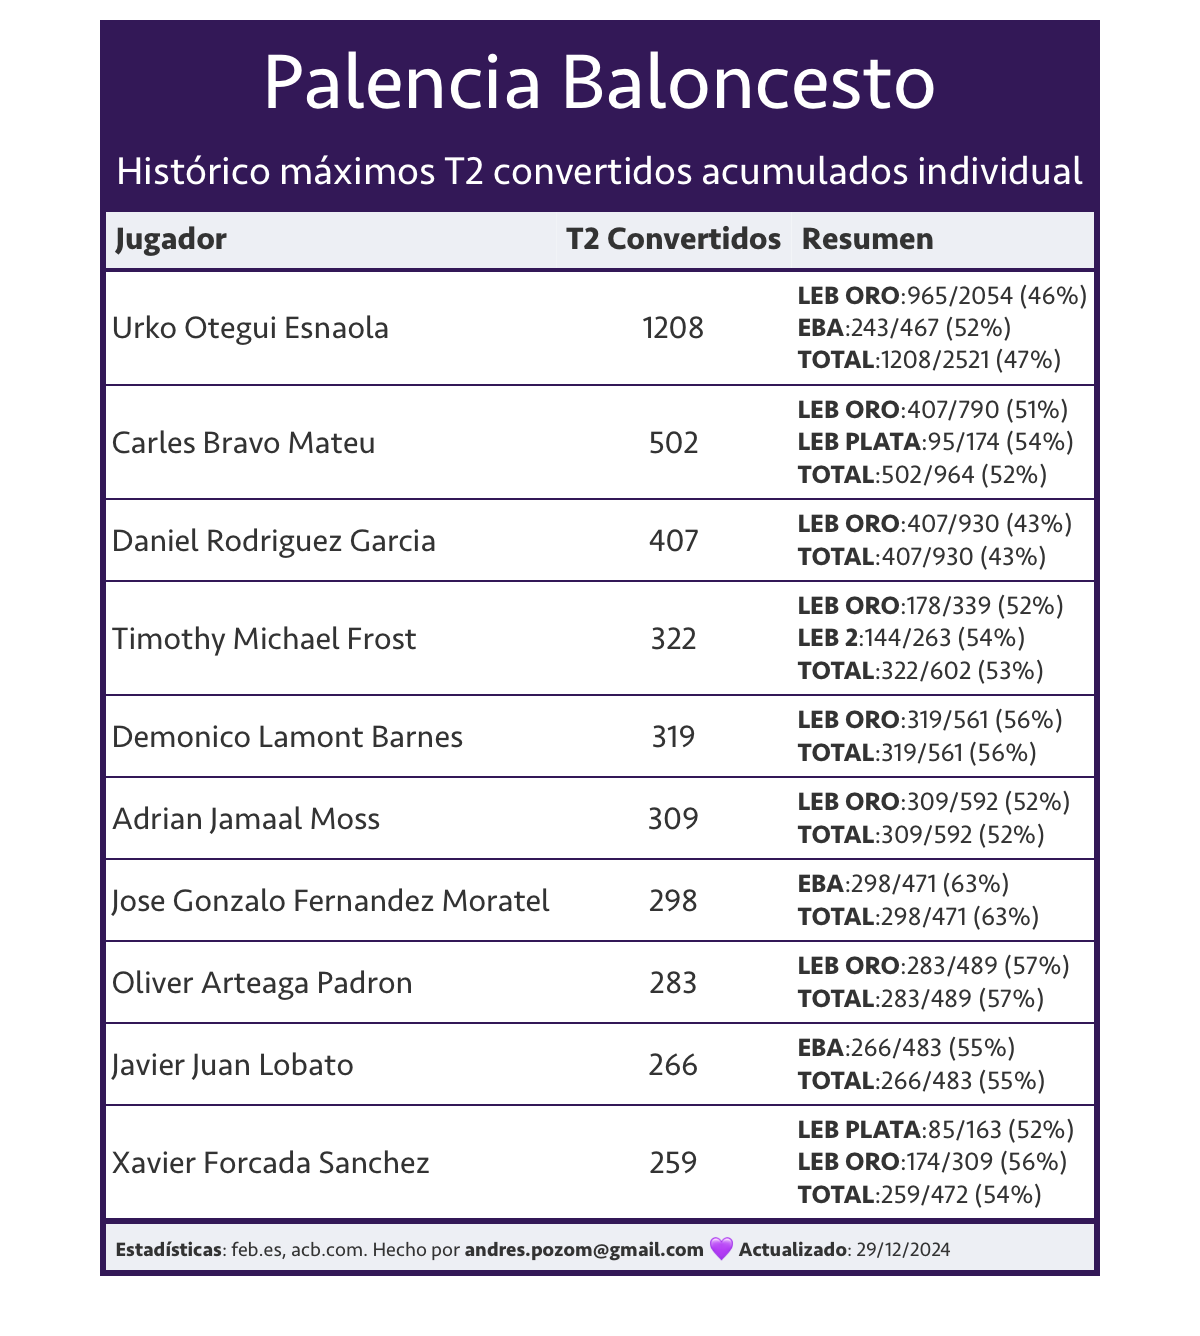 Palencia Baloncesto
Histórico máximos T2 convertidos acumulados individual
Jugador T2 Convertidos Resumen
Urko Otegui Esnaola 1208
LEB ORO:965/2054 (46%)
EBA:243/467 (52%)
TOTAL:1208/2521 (47%)
Carles Bravo Mateu 502
LEB ORO:407/790 (51%)
LEB PLATA:95/174 (54%)
TOTAL:502/964 (52%)
Daniel Rodriguez Garcia 407
LEB ORO:407/930 (43%)
TOTAL:407/930 (43%)
Timothy Michael Frost 322
LEB ORO:178/339 (52%)
LEB 2:144/263 (54%)
TOTAL:322/602 (53%)
Demonico Lamont Barnes 319
LEB ORO:319/561 (56%)
TOTAL:319/561 (56%)
Adrian Jamaal Moss 309
LEB ORO:309/592 (52%)
TOTAL:309/592 (52%)
Jose Gonzalo Fernandez Moratel 298
EBA:298/471 (63%)
TOTAL:298/471 (63%)
Oliver Arteaga Padron 283
LEB ORO:283/489 (57%)
TOTAL:283/489 (57%)
Javier Juan Lobato 266
EBA:266/483 (55%)
TOTAL:266/483 (55%)
Xavier Forcada Sanchez 259
LEB PLATA:85/163 (52%)
LEB ORO:174/309 (56%)
TOTAL:259/472 (54%)
Estadísticas: feb.es, acb.com. Hecho por andres.pozom@gmail.com 💜 Actualizado: 29/12/2024